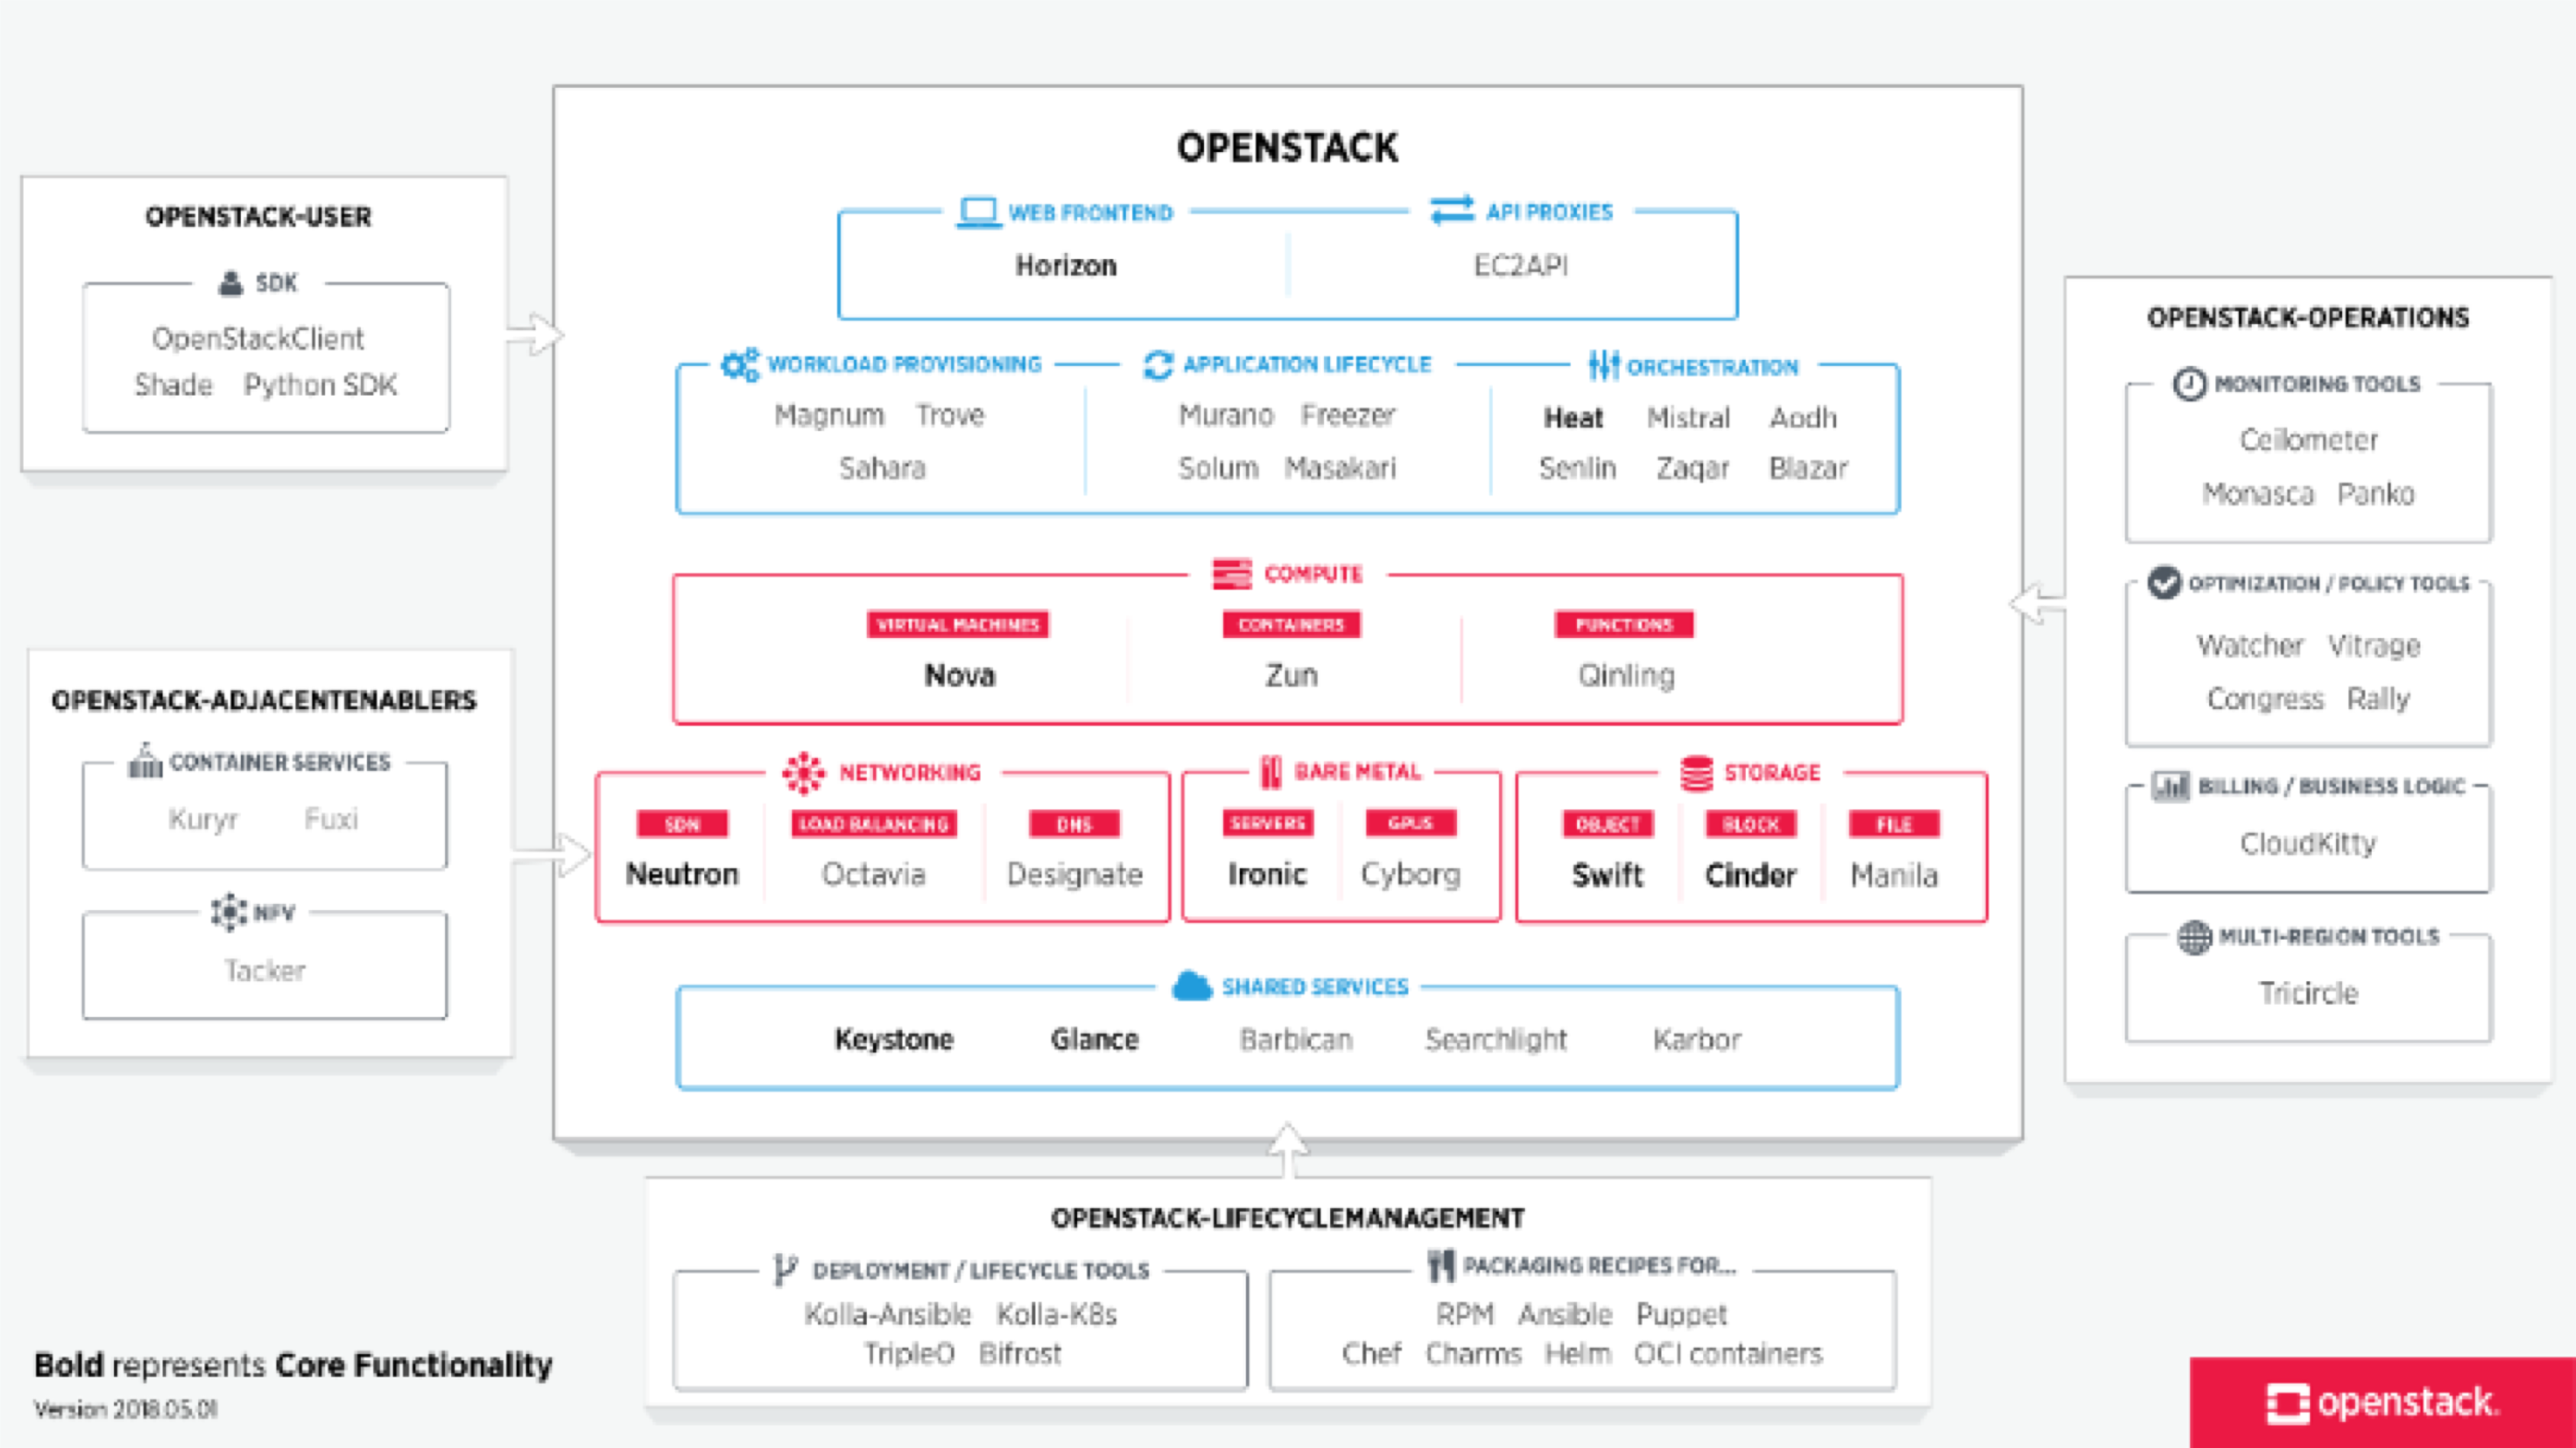 OPENSTACK
WEB FRONTEND
Horizon
API PROXIES
EC2API
WORKLOAD PROVISIONING
Magnum Trove
Sahara
APPLICATION LIFECYCLE
Murano Freezer
Solum Masakari
ORCHESTRATION
Heat Mistral Aodh
Senlin Zaqar Blazar
COMPUTE
VIRTUAL MACHINES
Nova
CONTAINERS
Zun
FUNCTIONS
Qinling
NETWORKING
SDN
Neutron
LOAD BALANCING
Octavia
DNS
Designate
BARE METAL
SERVERS
Ironic
GPUS
Cyborg
STORAGE
OBJECT
Swift
BLOCK
Cinder
FILE
Manila
SHARED SERVICES
Keystone Glance Barbican Searchlight Karbor
OPENSTACK-USER
SDK
OpenStackClient
Shade Python SDK
OPENSTACK-ADJACENTENABLERS
CONTAINER SERVICES
Kuryr Fuxi
NFV
Tacker
OPENSTACK-OPERATIONS
MONITORING TOOLS
Ceilometer
Monasca Panko
OPTIMIZATION / POLICY TOOLS
Watcher Vitrage
Congress Rally
BILLING / BUSINESS LOGIC
CloudKitty
MULTI-REGION TOOLS
Tricircle
OPENSTACK-LIFECYCLEMANAGEMENT
DEPLOYMENT / LIFECYCLE TOOLS
Kolla-Ansible Kolla-K8s
TripleO Bifrost
PACKAGING RECIPES FOR...
RPM Ansible Puppet
Chef Charms Helm OCI containers
Bold represents Core Functionality
Version 2018.05.01
openstack.